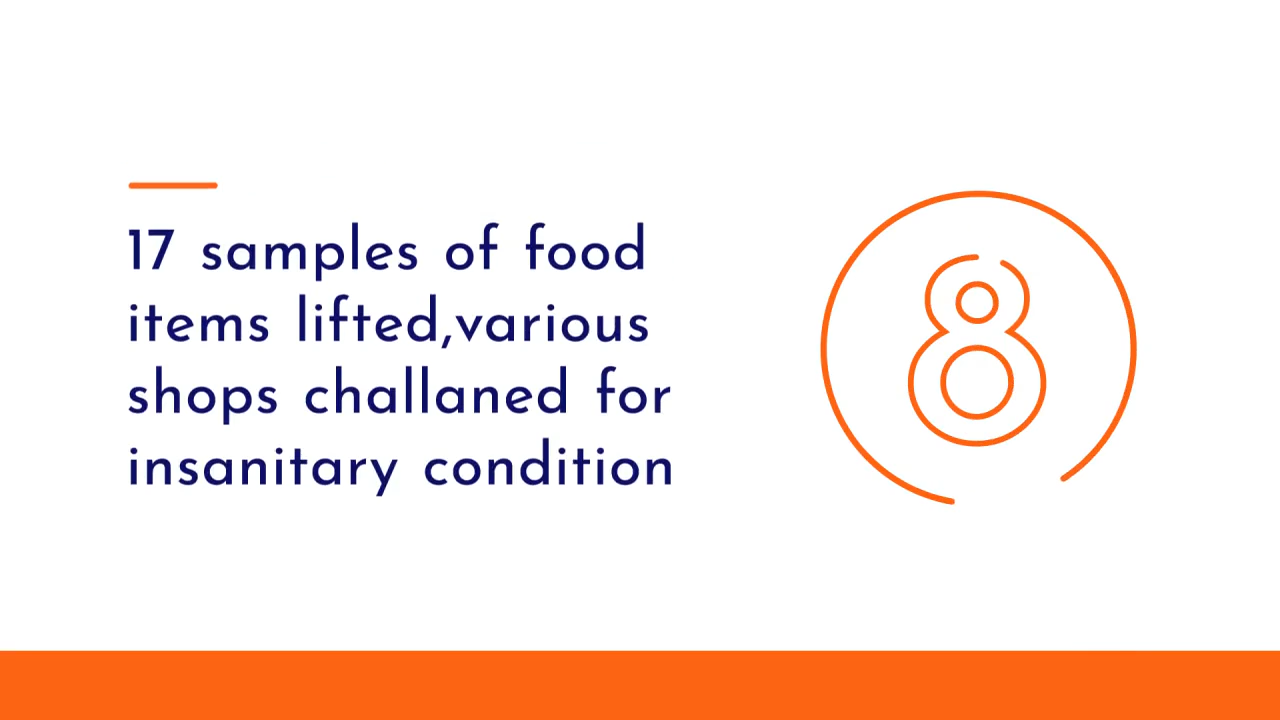 17 samples of food
items lifted,various
shops challaned for
insanitary condition
8